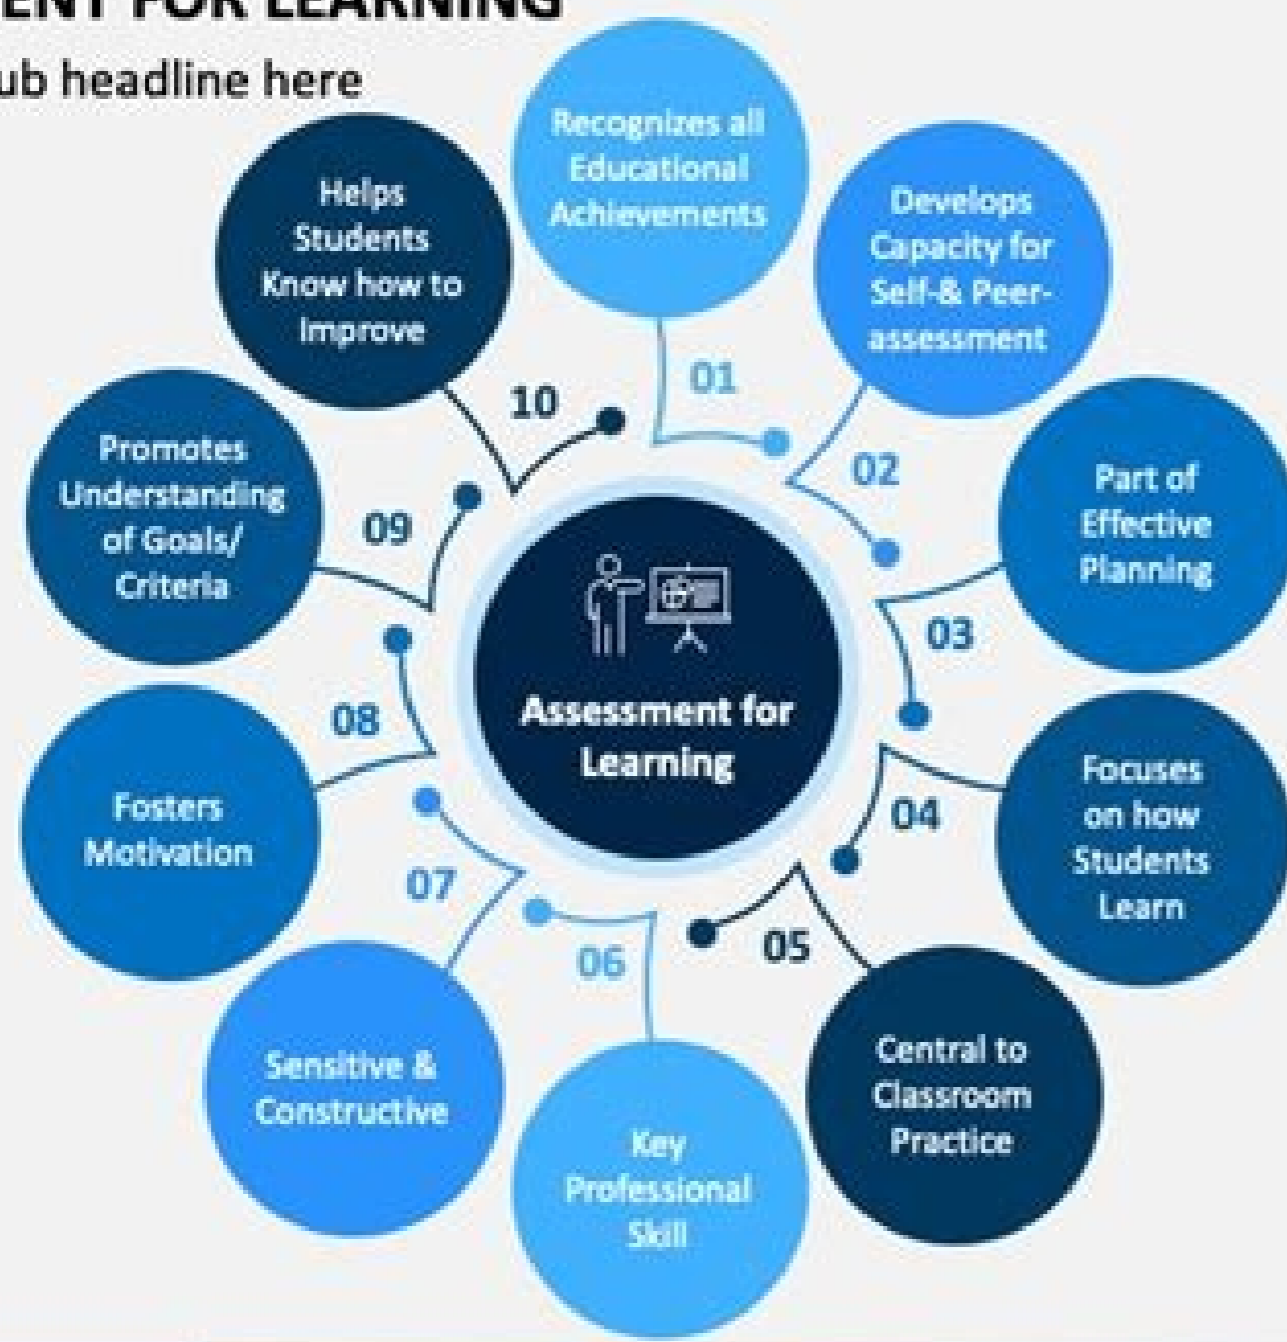 ENT FOR LEARNING
ub headline here
Recognizes all
Educational
Achievements
01
Develops
Capacity for
Self-& Peer-
assessment
02
Part of
Effective
Planning
03
Focuses
on how
Students
Learn
04
Central to
Classroom
Practice
05
Key
Professional
Skill
06
Sensitive &
Constructive
07
Fosters
Motivation
08
Promotes
Understanding
of Goals/
Criteria
09
Helps
Students
Know how to
Improve
10
Assessment for
Learning